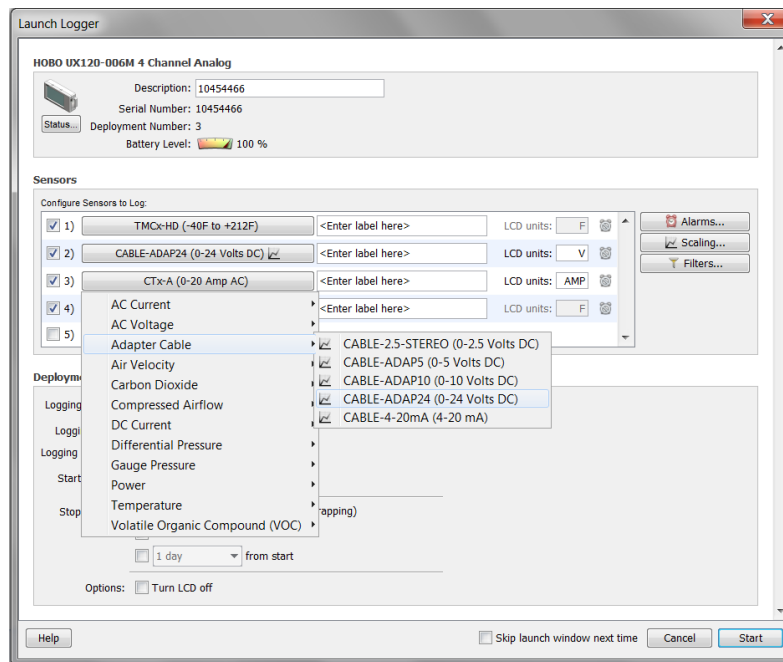 Launch Logger
HOBO UX120-006M 4 Channel Analog
Description: 10454466
Serial Number: 10454466
Status... Deployment Number: 3
Battery Level: 100 %
Sensors
Configure Sensors to Log:
1) TMCx-HD (-40F to +212F) <Enter label here> LCD units: F
2) CABLE-ADAP24 (0-24 Volts DC) <Enter label here> LCD units: V
3) CTx-A (0-20 Amp AC) <Enter label here> LCD units: AMP
4) <Enter label here> LCD units: F
5)
Alarms...
Scaling...
Filters...
AC Current
AC Voltage
Adapter Cable
Air Velocity
Carbon Dioxide
Compressed Airflow
DC Current
Differential Pressure
Gauge Pressure
Power
Temperature
Volatile Organic Compound (VOC)
CABLE-2.5-STEREO (0-2.5 Volts DC)
CABLE-ADAP5 (0-5 Volts DC)
CABLE-ADAP10 (0-10 Volts DC)
CABLE-ADAP24 (0-24 Volts DC)
CABLE-4-20mA (4-20 mA)
Deployme
Logging
Loggi
Logging
Start
Stop apping)
1 day from start
Options: Turn LCD off
Help Skip launch window next time Cancel Start